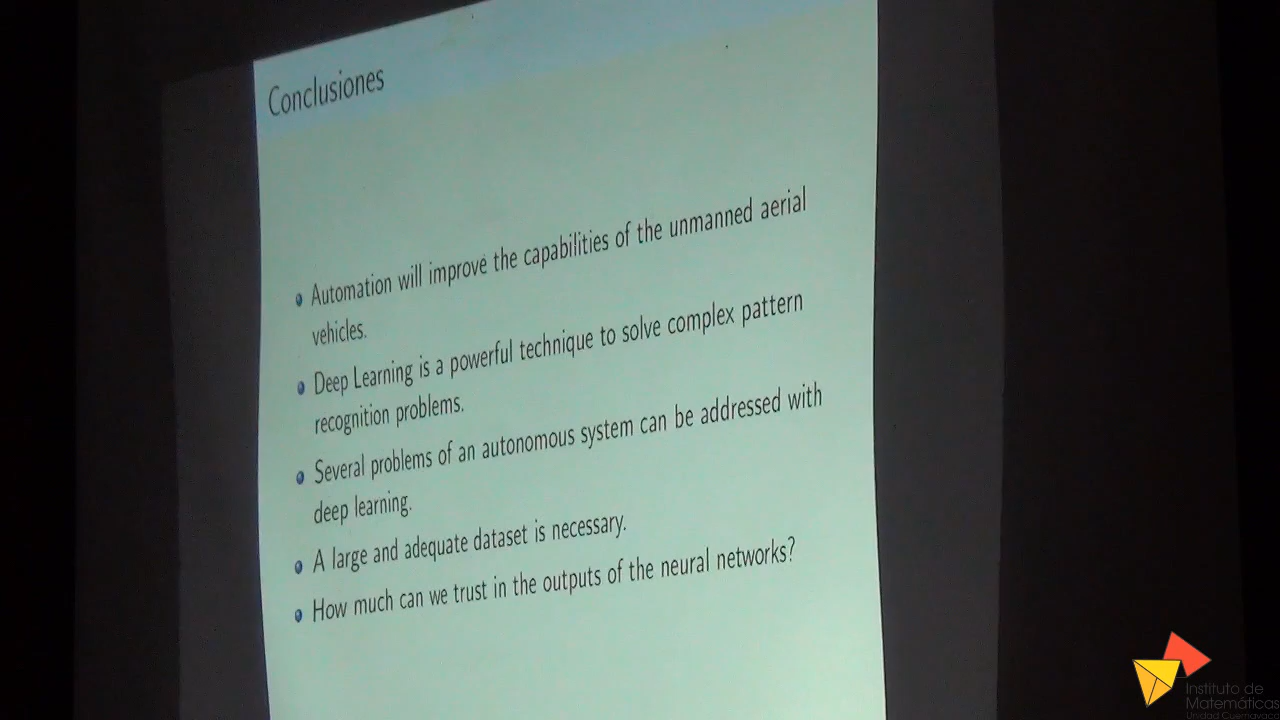 Conclusiones
Automation will improve the capabilities of the unmanned aerial
vehicles.
Deep Learning is a powerful technique to solve complex pattern
recognition problems.
Several problems of an autonomous system can be addressed with
deep learning.
A large and adequate dataset is necessary.
How much can we trust in the outputs of the neural networks?
Instituto de
Matemáticas
Unidad Cuernavaca